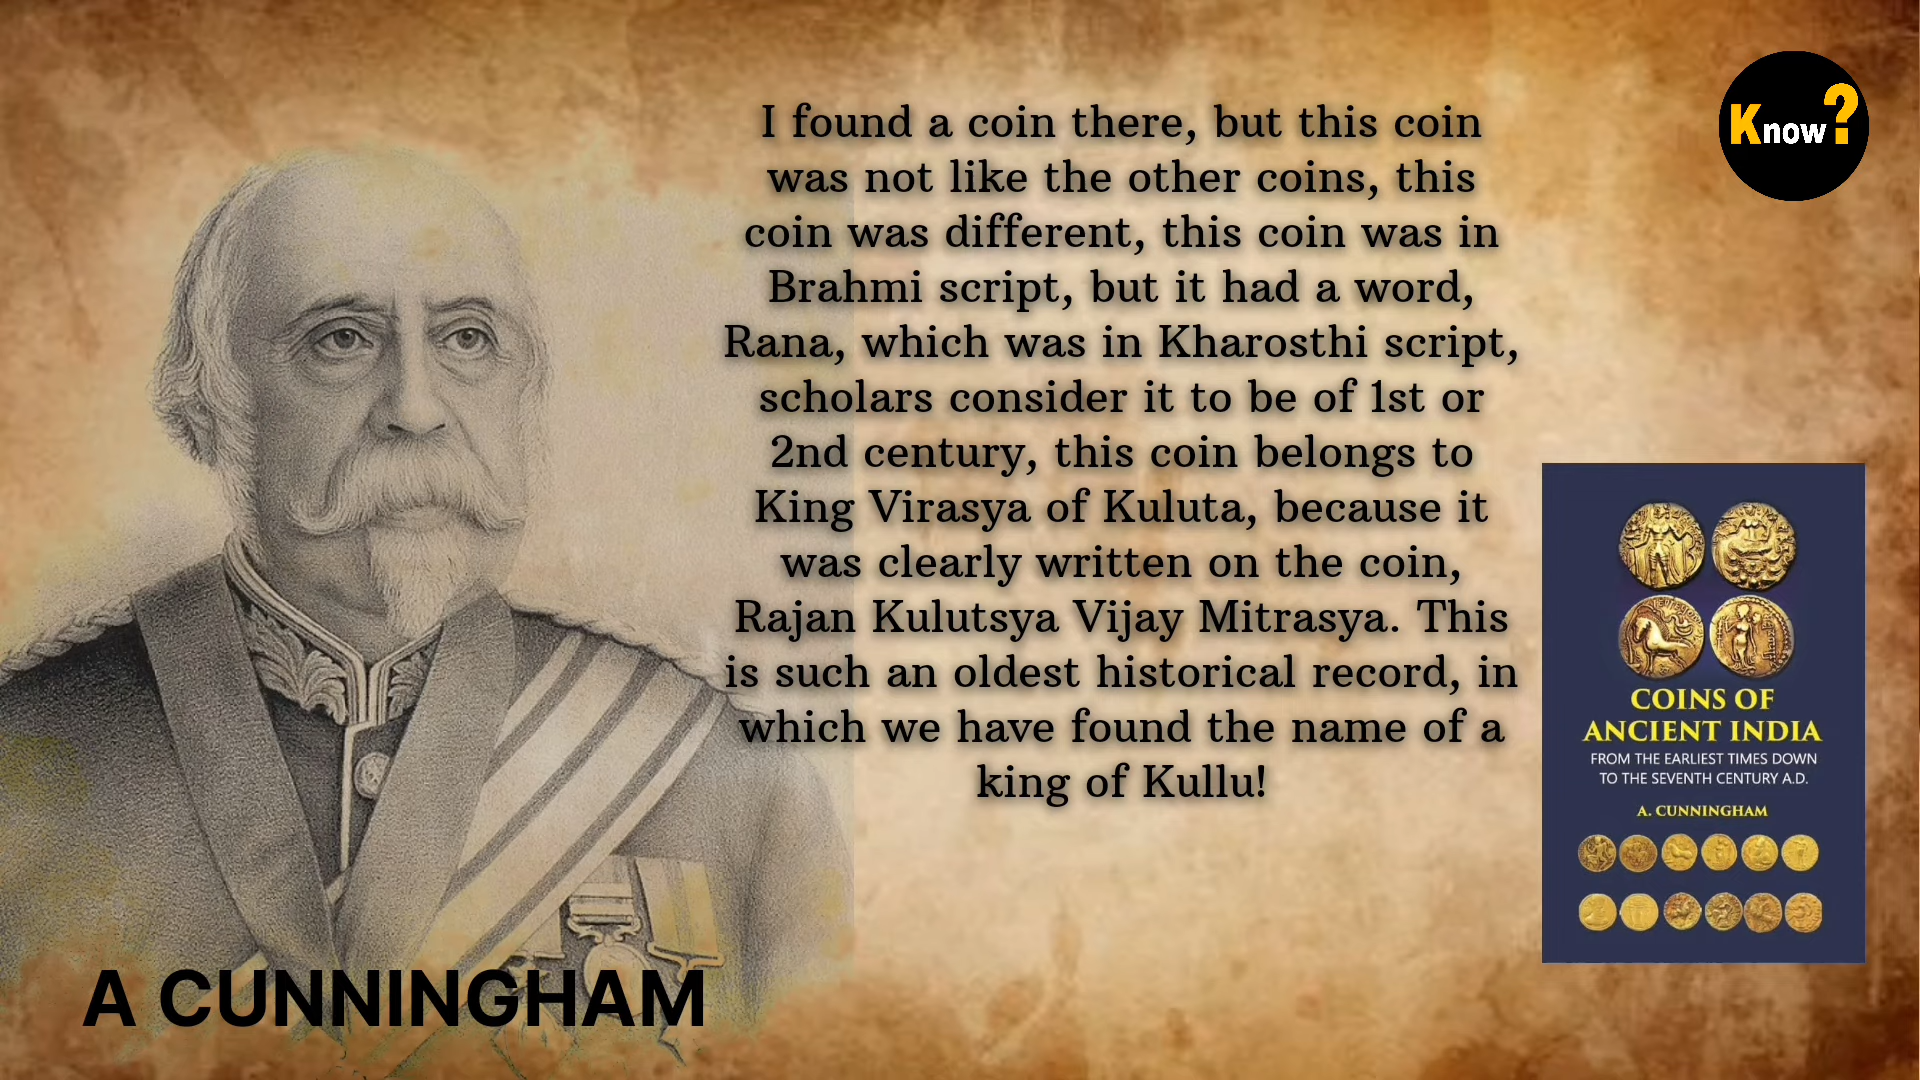 Know?
I found a coin there, but this coin
was not like the other coins, this
coin was different, this coin was in
Brahmi script, but it had a word,
Rana, which was in Kharosthi script,
scholars consider it to be of 1st or
2nd century, this coin belongs to
King Virasya of Kuluta, because it
was clearly written on the coin,
Rajan Kulutsya Vijay Mitrasya. This
is such an oldest historical record, in
which we have found the name of a
king of Kullu!
COINS OF
ANCIENT INDIA
FROM THE EARLIEST TIMES DOWN
TO THE SEVENTH CENTURY A.D.
A. CUNNINGHAM
A CUNNINGHAM